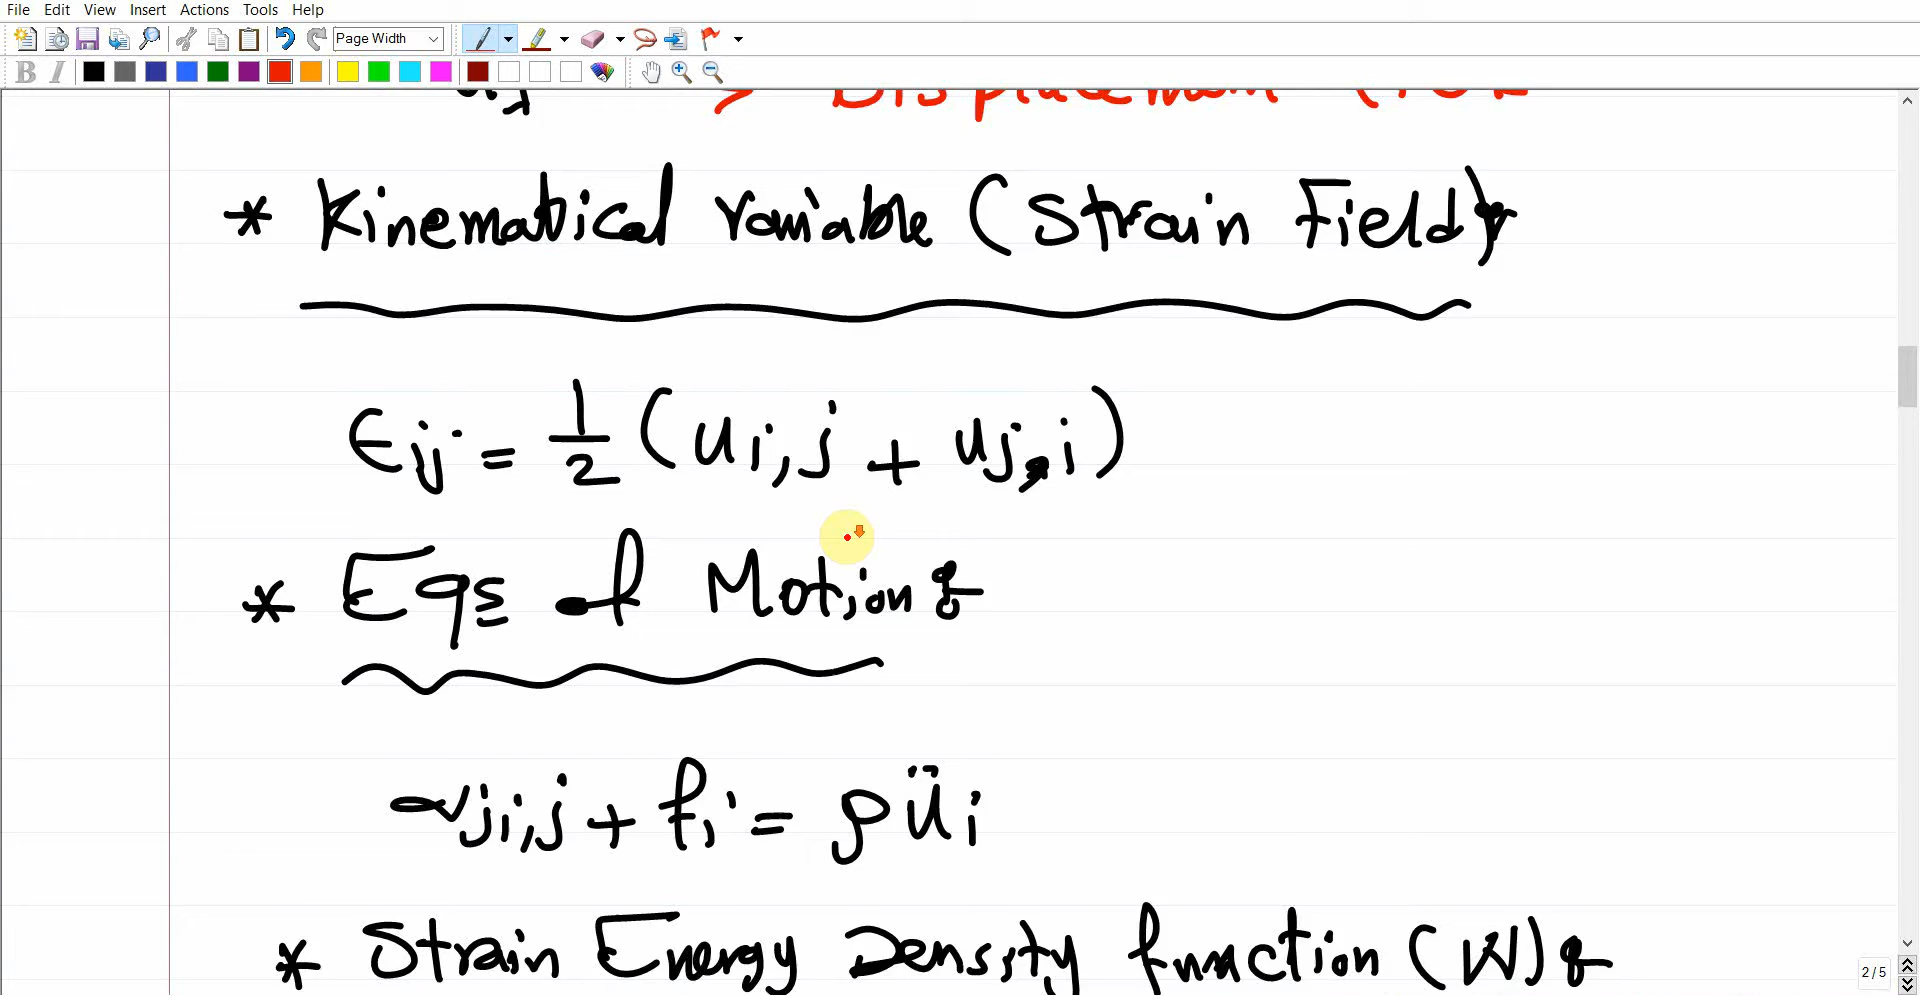 File Edit View Insert Actions Tools Help
Page Width
B I
Displacement
* Kinematical variable (Strain Field):
ϵij = 1/2 (ui,j + uj,i)
* Eqs of Motion:
σji,j + fi = ρüi
* Strain Energy Density function (W):
2/5